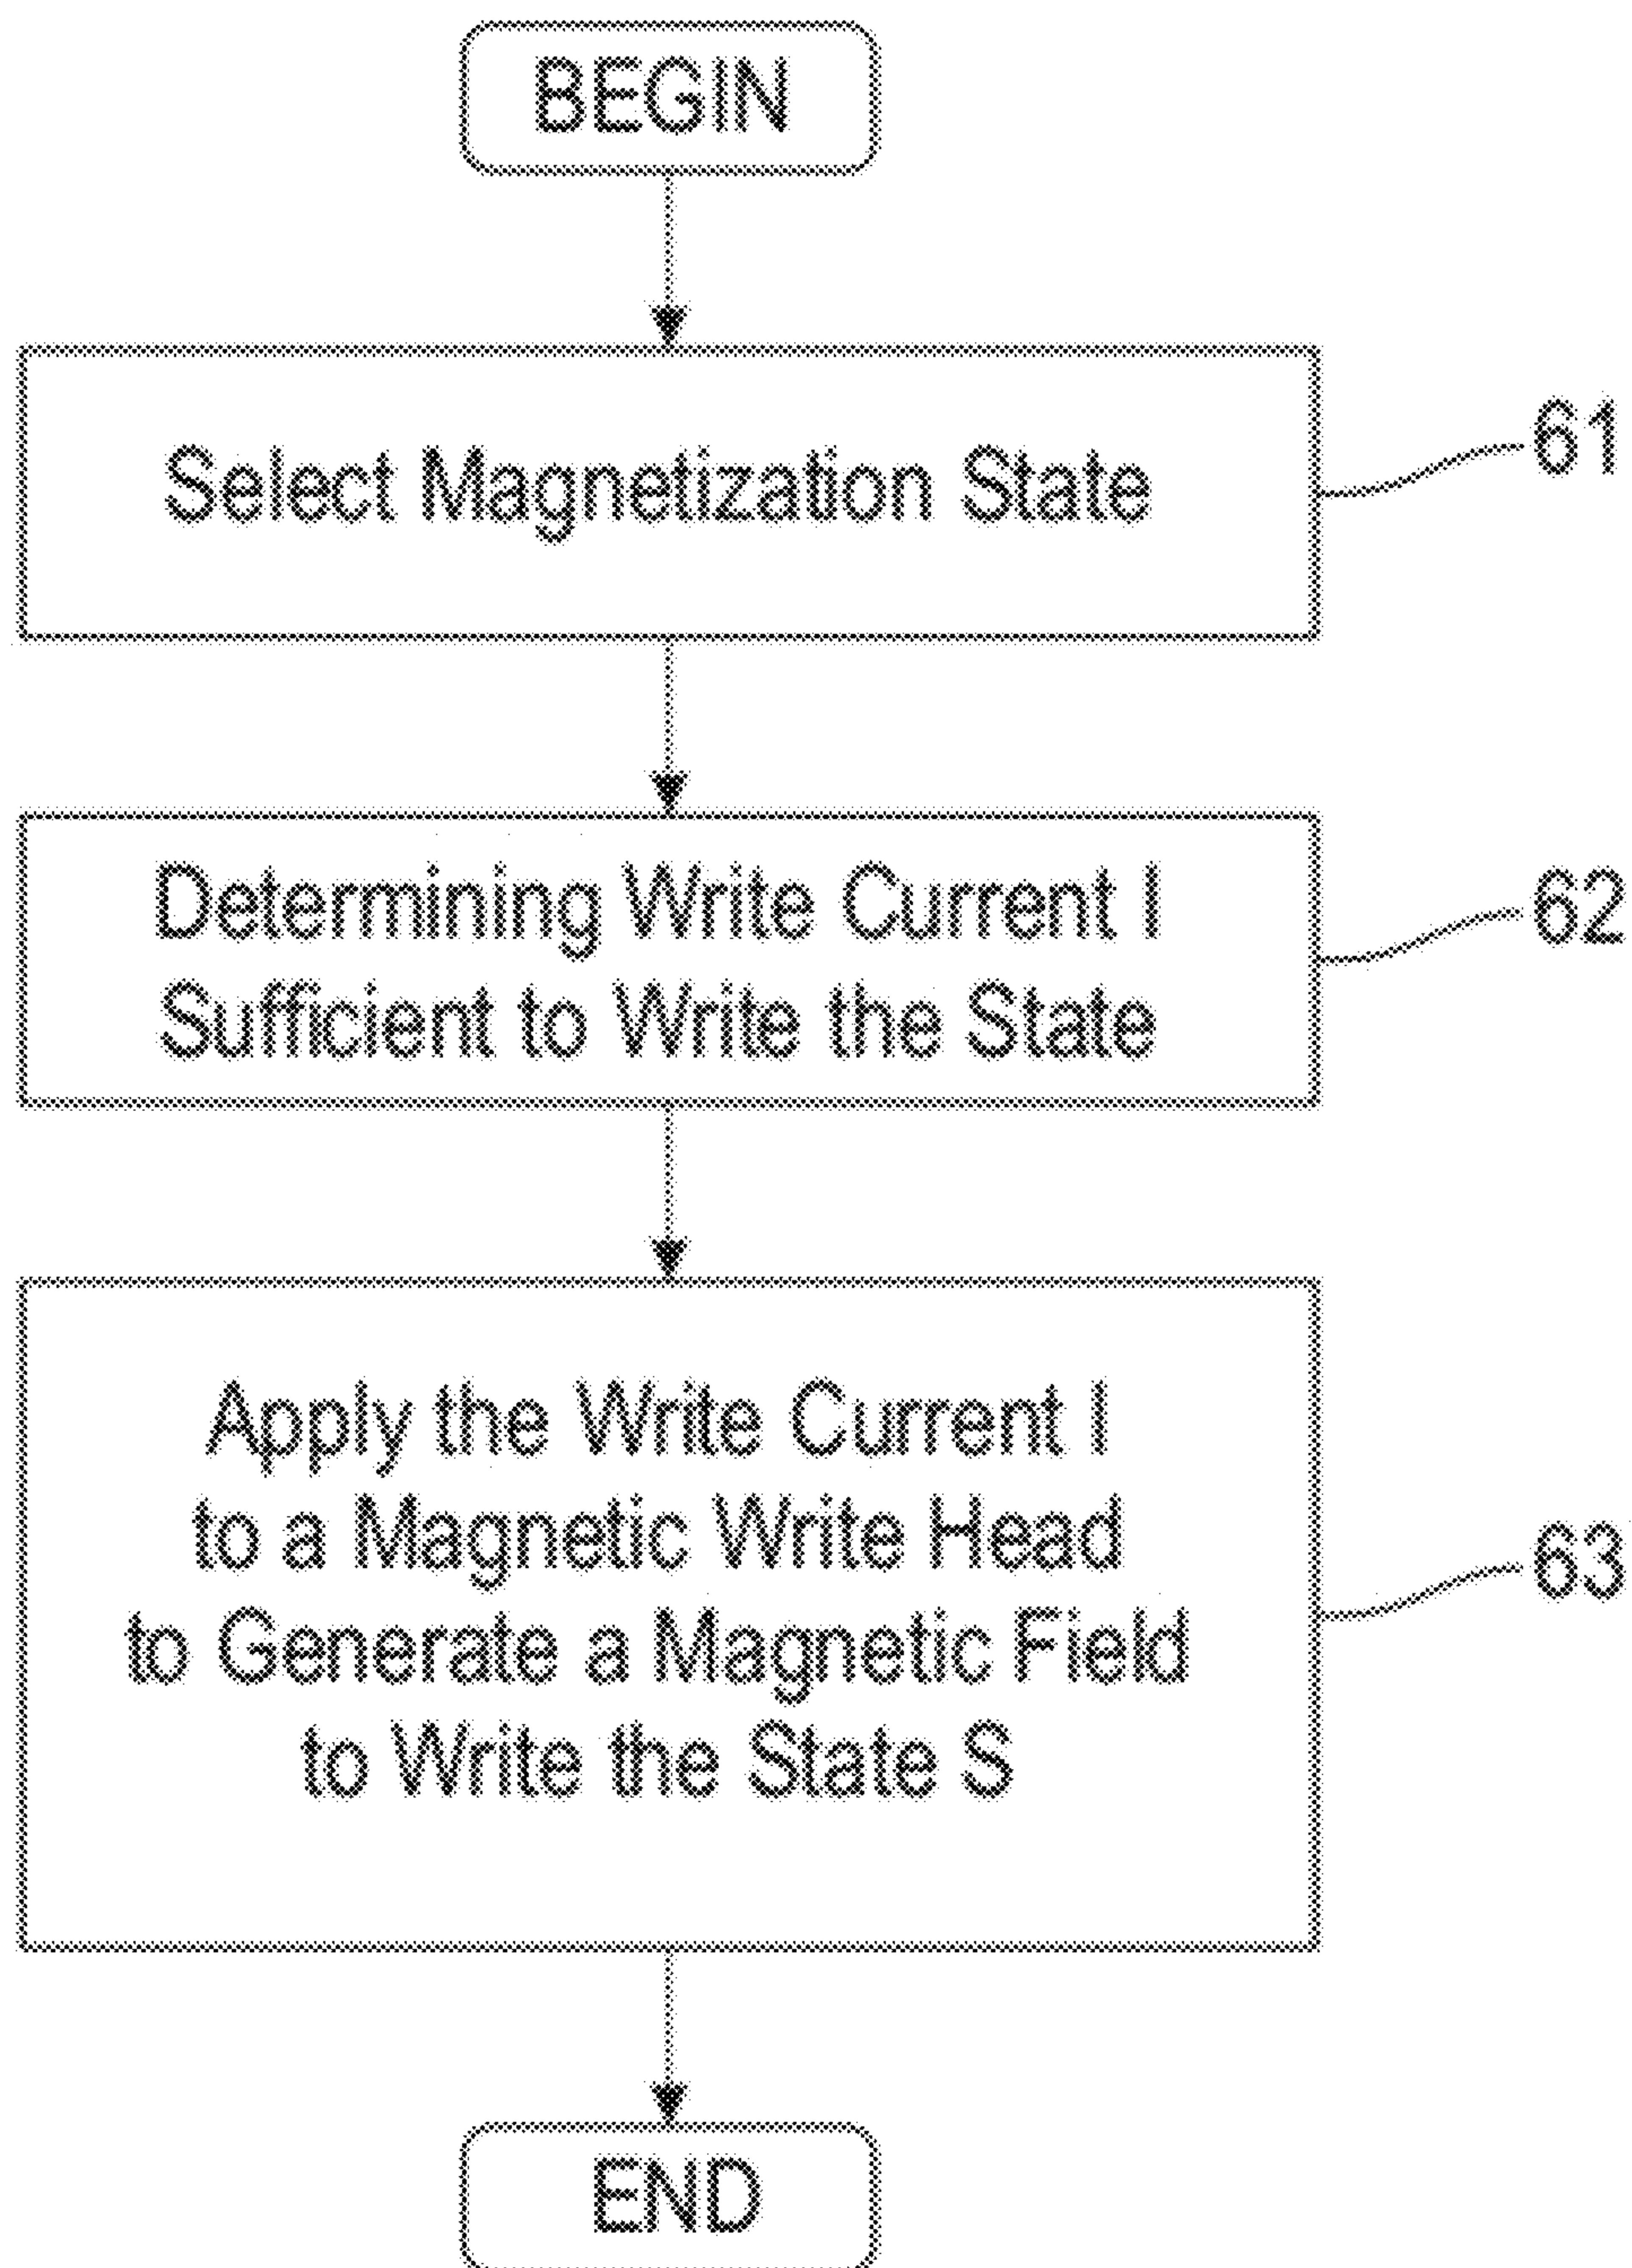 BEGIN
Select Magnetization State
61
Determining Write Current I
Sufficient to Write the State
62
Apply the Write Current I
to a Magnetic Write Head
to Generate a Magnetic Field
to Write the State S
63
END